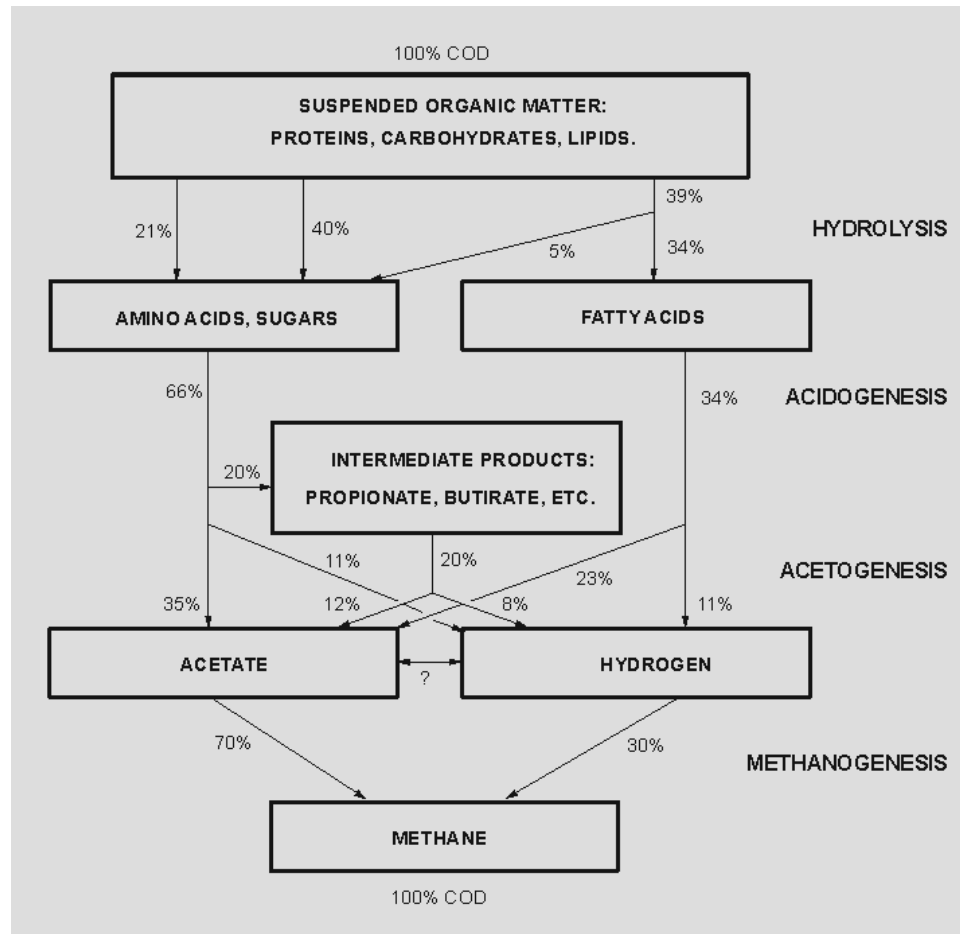 100% COD
SUSPENDED ORGANIC MATTER:
PROTEINS, CARBOHYDRATES, LIPIDS.
39%
21%
40%
HYDROLYSIS
5%
34%
AMINO ACIDS, SUGARS
FATTY ACIDS
66%
34%
ACIDOGENESIS
INTERMEDIATE PRODUCTS:
20%
PROPIONATE, BUTIRATE, ETC.
11%
20%
23%
ACETOGENESIS
35%
12%
8%
11%
ACETATE
HYDROGEN
?
70%
30%
METHANOGENESIS
METHANE
100% COD